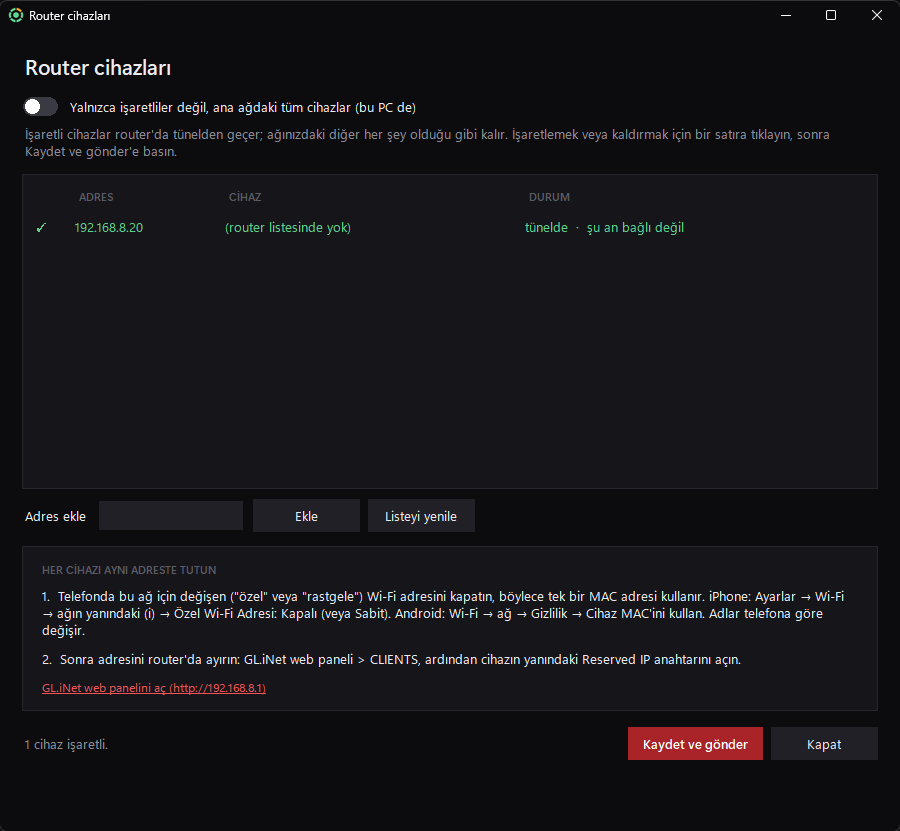 Router cihazları
Router cihazları
Yalnızca işaretliler değil, ana ağdaki tüm cihazlar (bu PC de)
İşaretli cihazlar router'da tünelden geçer; ağınızdaki diğer her şey olduğu gibi kalır. İşaretlemek veya kaldırmak için bir satıra tıklayın, sonra
Kaydet ve gönder'e basın.
ADRES CİHAZ DURUM
✓ 192.168.8.20 (router listesinde yok) tünelde · şu an bağlı değil
Adres ekle Ekle Listeyi yenile
HER CİHAZI AYNI ADRESTE TUTUN
1. Telefonda bu ağ için değişen ("özel" veya "rastgele") Wi-Fi adresini kapatın, böylece tek bir MAC adresi kullanır. iPhone: Ayarlar → Wi-Fi
→ ağın yanındaki (i) → Özel Wi-Fi Adresi: Kapalı (veya Sabit). Android: Wi-Fi → ağ → Gizlilik → Cihaz MAC'ini kullan. Adlar telefona göre
değişir.
2. Sonra adresini router'da ayırın: GL.iNet web paneli > CLIENTS, ardından cihazın yanındaki Reserved IP anahtarını açın.
GL.iNet web panelini aç (http://192.168.8.1)
1 cihaz işaretli. Kaydet ve gönder Kapat